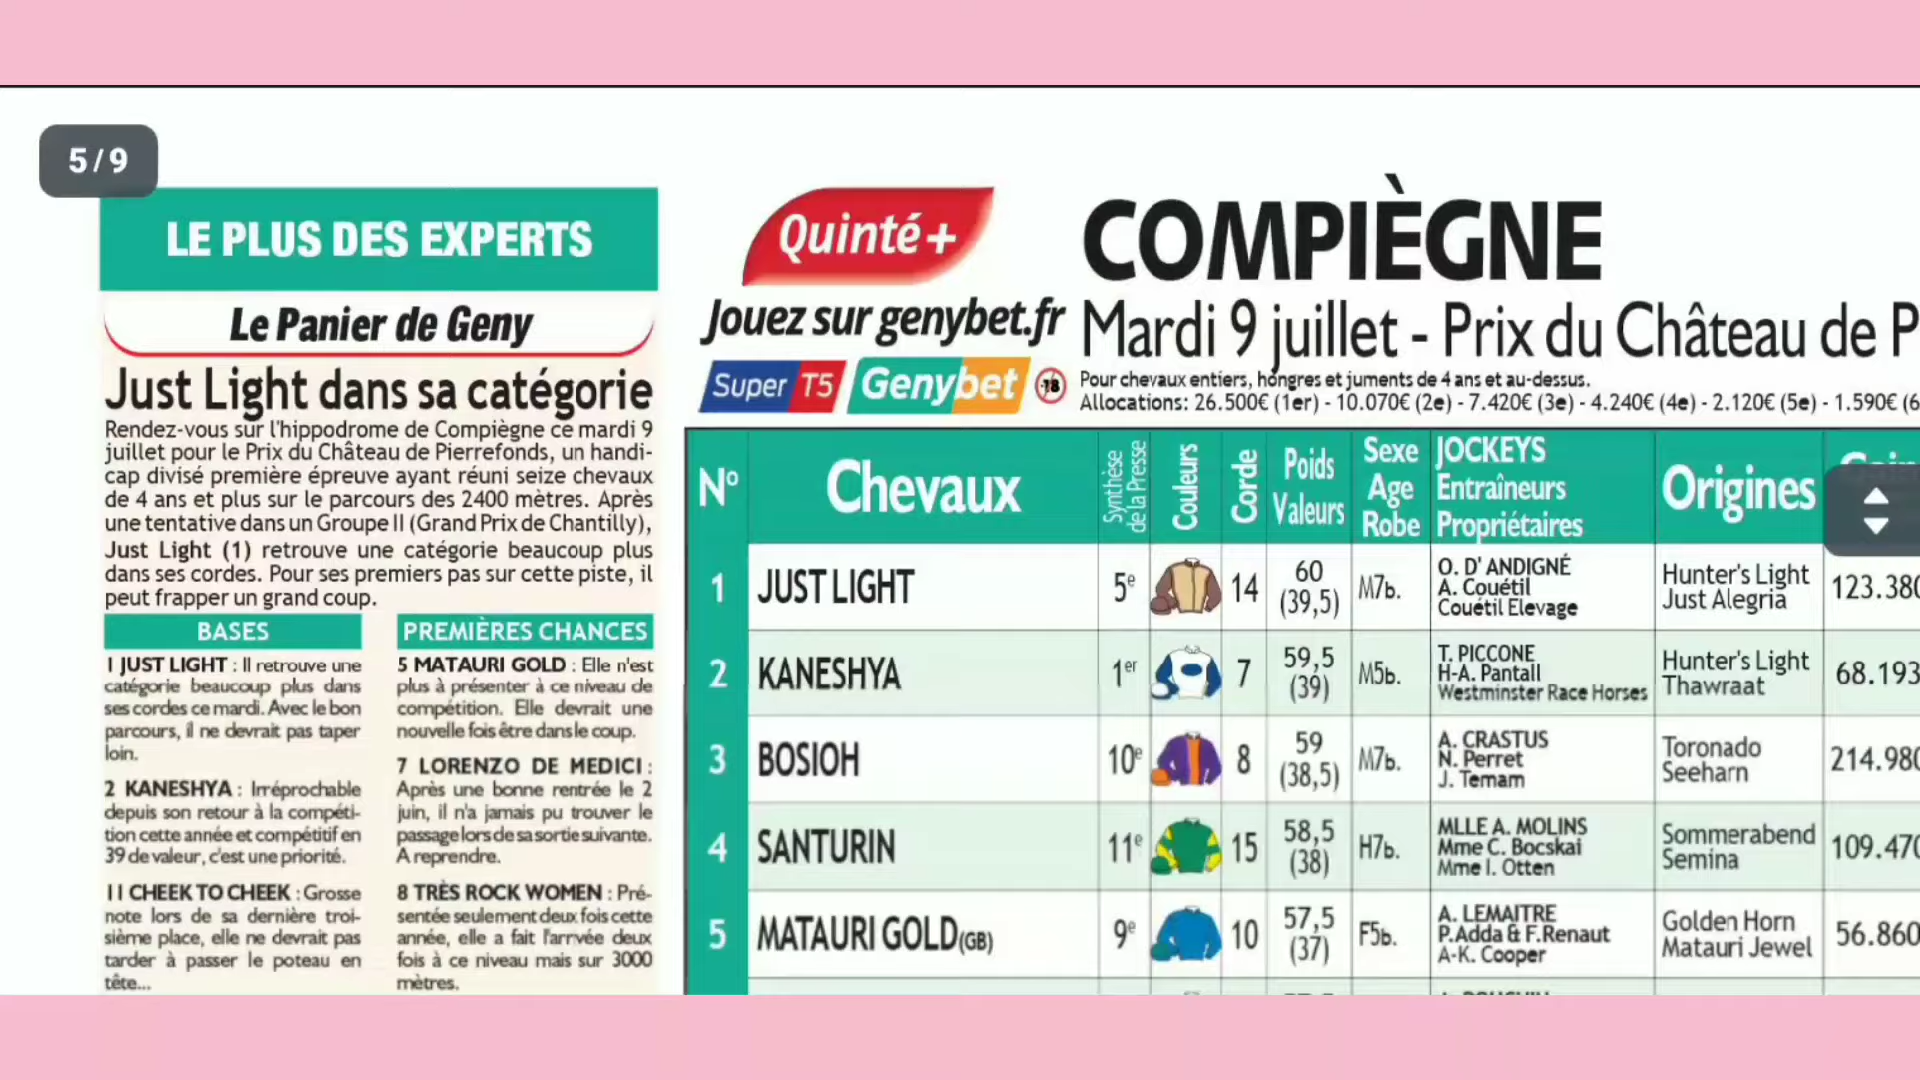 5/9
LE PLUS DES EXPERTS
Le Panier de Geny
Just Light dans sa catégorie
Rendez-vous sur l'hippodrome de Compiègne ce mardi 9
juillet pour le Prix du Château de Pierrefonds, un handi-
cap divisé première épreuve ayant réuni seize chevaux
de 4 ans et plus sur le parcours des 2400 mètres. Après
une tentative dans un Groupe II (Grand Prix de Chantilly),
Just Light (1) retrouve une catégorie beaucoup plus
dans ses cordes. Pour ses premiers pas sur cette piste, il
peut frapper un grand coup.
BASES
1 JUST LIGHT : Il retrouve une
catégorie beaucoup plus dans
ses cordes ce mardi. Avec le bon
parcours, il ne devrait pas taper
loin.
2 KANESHYA : Irréprochable
depuis son retour à la compéti-
tion cette année et compétitif en
39 de valeur, c'est une priorité.
11 CHEEK TO CHEEK : Grosse
note lors de sa dernière troi-
sième place, elle ne devrait pas
tarder à passer le poteau en
tête...
PREMIÈRES CHANCES
5 MATAURI GOLD : Elle n'est
plus à présenter à ce niveau de
compétition. Elle devrait une
nouvelle fois être dans le coup.
7 LORENZO DE MEDICI :
Après une bonne rentrée le 2
juin, il n'a jamais pu trouver le
passage lors de sa sortie suivante.
A reprendre.
8 TRÈS ROCK WOMEN : Pré-
sentée seulement deux fois cette
année, elle a fait l'arrivée deux
fois à ce niveau mais sur 3000
mètres.
Quinté+
Jouez sur genybet.fr
Super T5 Genybet -18
COMPIÈGNE
Mardi 9 juillet - Prix du Château de P
Pour chevaux entiers, hongres et juments de 4 ans et au-dessus.
Allocations: 26.500€ (1er) - 10.070€ (2e) - 7.420€ (3e) - 4.240€ (4e) - 2.120€ (5e) - 1.590€ (6
N° Chevaux Synthèse de la Presse Couleurs Corde Poids Valeurs Sexe Age Robe JOCKEYS Entraîneurs Propriétaires Origines
1 JUST LIGHT 5e 14 60 (39,5) M7b. O. D'ANDIGNÉ A. Couétil Couétil Elevage Hunter's Light Just Alegria 123.380
2 KANESHYA 1er 7 59,5 (39) M5b. T. PICCONE H-A. Pantall Westminster Race Horses Hunter's Light Thawraat 68.193
3 BOSIOH 10e 8 59 (38,5) M7b. A. CRASTUS N. Perret J. Temam Toronado Seeharn 214.980
4 SANTURIN 11e 15 58,5 (38) H7b. MLLE A. MOLINS Mme C. Bocskai Mme I. Otten Sommerabend Semina 109.470
5 MATAURI GOLD(GB) 9e 10 57,5 (37) F5b. A. LEMAITRE P.Adda & F.Renaut A-K. Cooper Golden Horn Matauri Jewel 56.860